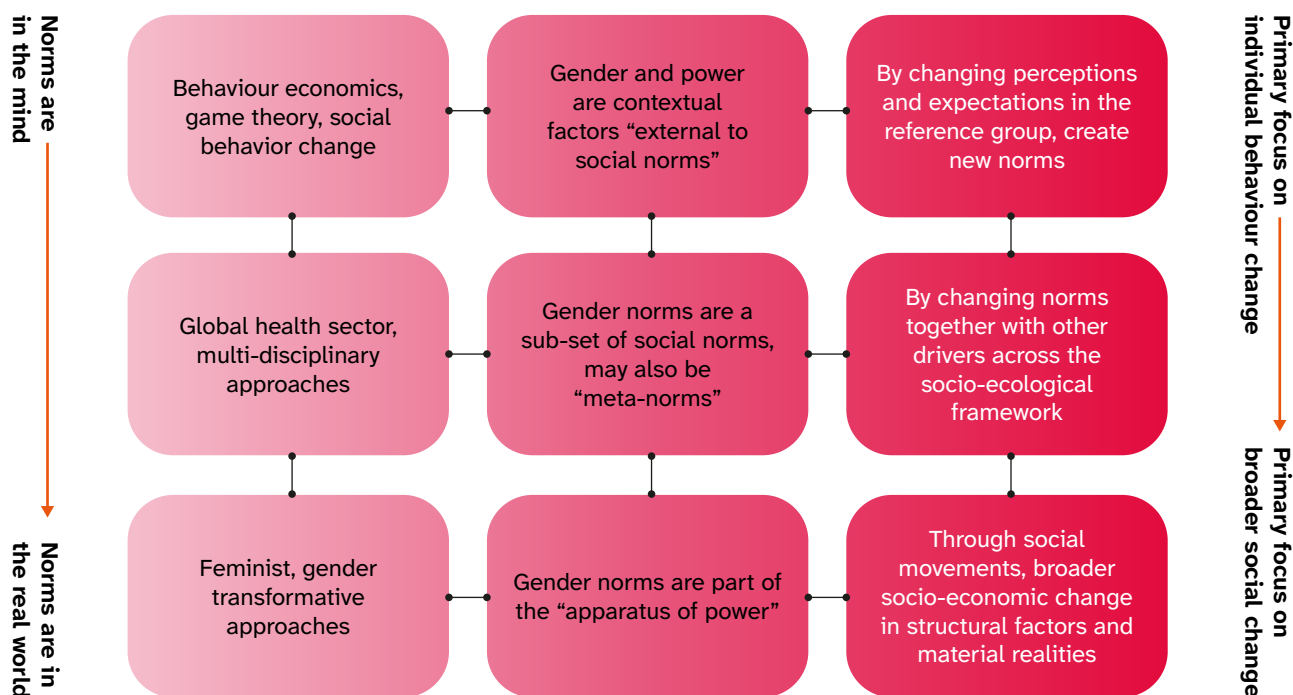 Norms are
in the mind
Norms are in
the real world
Behaviour economics,
game theory, social
behavior change
Gender and power
are contextual
factors “external to
social norms”
By changing perceptions
and expectations in the
reference group, create
new norms
Global health sector,
multi-disciplinary
approaches
Gender norms are a
sub-set of social norms,
may also be
“meta-norms”
By changing norms
together with other
drivers across the
socio-ecological
framework
Feminist, gender
transformative
approaches
Gender norms are part of
the “apparatus of power”
Through social
movements, broader
socio-economic change
in structural factors and
material realities
Primary focus on
individual behaviour change
Primary focus on
broader social change